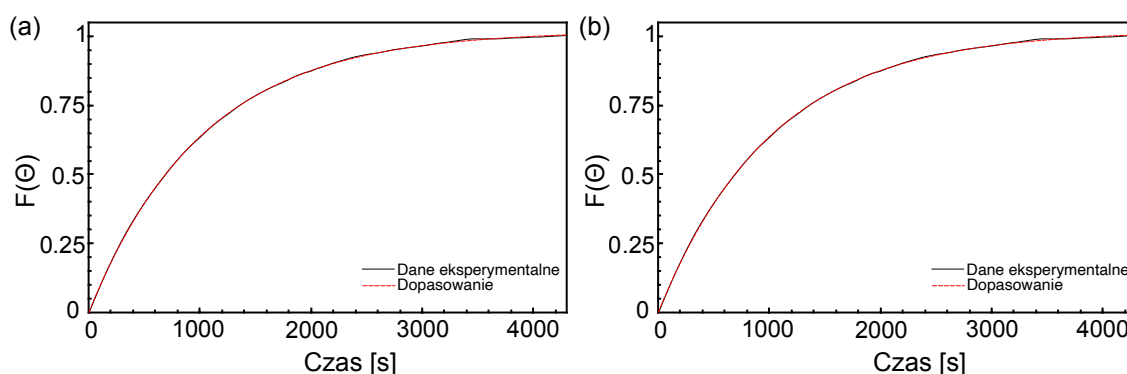 (a)
1
0.75
0.5
0.25
0
F(Θ)
Dane eksperymentalne
Dopasowanie
0 1000 2000 3000 4000
Czas [s]
(b)
1
0.75
0.5
0.25
0
F(Θ)
Dane eksperymentalne
Dopasowanie
0 1000 2000 3000 4000
Czas [s]